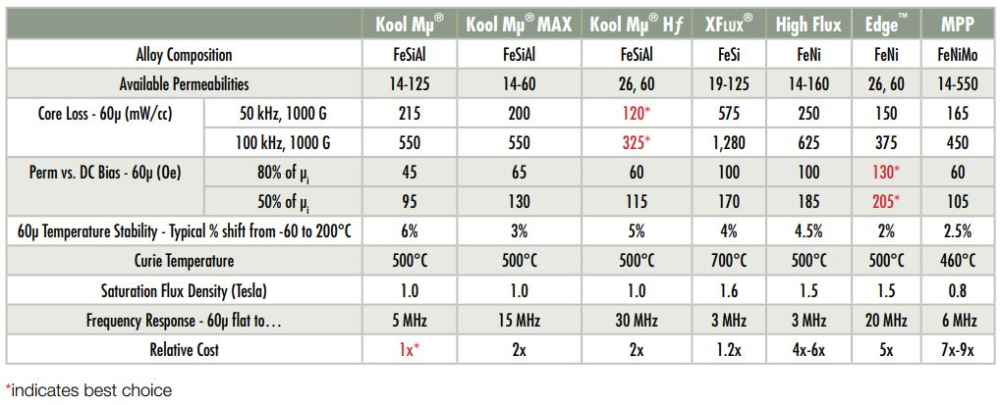 Kool Mµ® Kool Mµ® MAX Kool Mµ® Hƒ XFLUX® High Flux Edge™ MPP
Alloy Composition FeSiAl FeSiAl FeSiAl FeSi FeNi FeNi FeNiMo
Available Permeabilities 14-125 14-60 26, 60 19-125 14-160 26, 60 14-550
Core Loss - 60µ (mW/cc) 50 kHz, 1000 G 215 200 120* 575 250 150 165
100 kHz, 1000 G 550 550 325* 1,280 625 375 450
Perm vs. DC Bias - 60µ (Oe) 80% of µi 45 65 60 100 100 130* 60
50% of µi 95 130 115 170 185 205* 105
60µ Temperature Stability - Typical % shift from -60 to 200°C 6% 3% 5% 4% 4.5% 2% 2.5%
Curie Temperature 500°C 500°C 500°C 700°C 500°C 500°C 460°C
Saturation Flux Density (Tesla) 1.0 1.0 1.0 1.6 1.5 1.5 0.8
Frequency Response - 60µ flat to… 5 MHz 15 MHz 30 MHz 3 MHz 3 MHz 20 MHz 6 MHz
Relative Cost 1x* 2x 2x 1.2x 4x-6x 5x 7x-9x
*indicates best choice